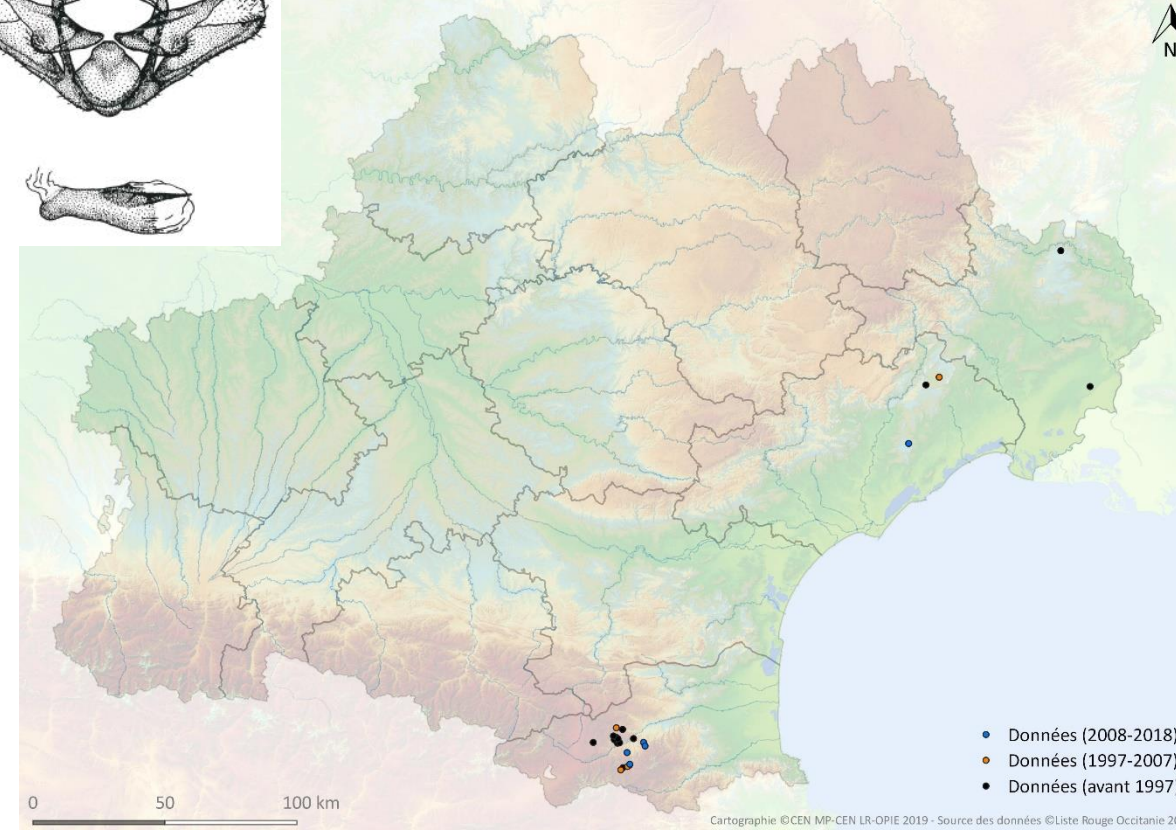 N
Données (2008-2018)
Données (1997-2007)
Données (avant 1997)
0 50 100 km
Cartographie ©CEN MP-CEN LR-OPIE 2019 - Source des données ©Liste Rouge Occitanie